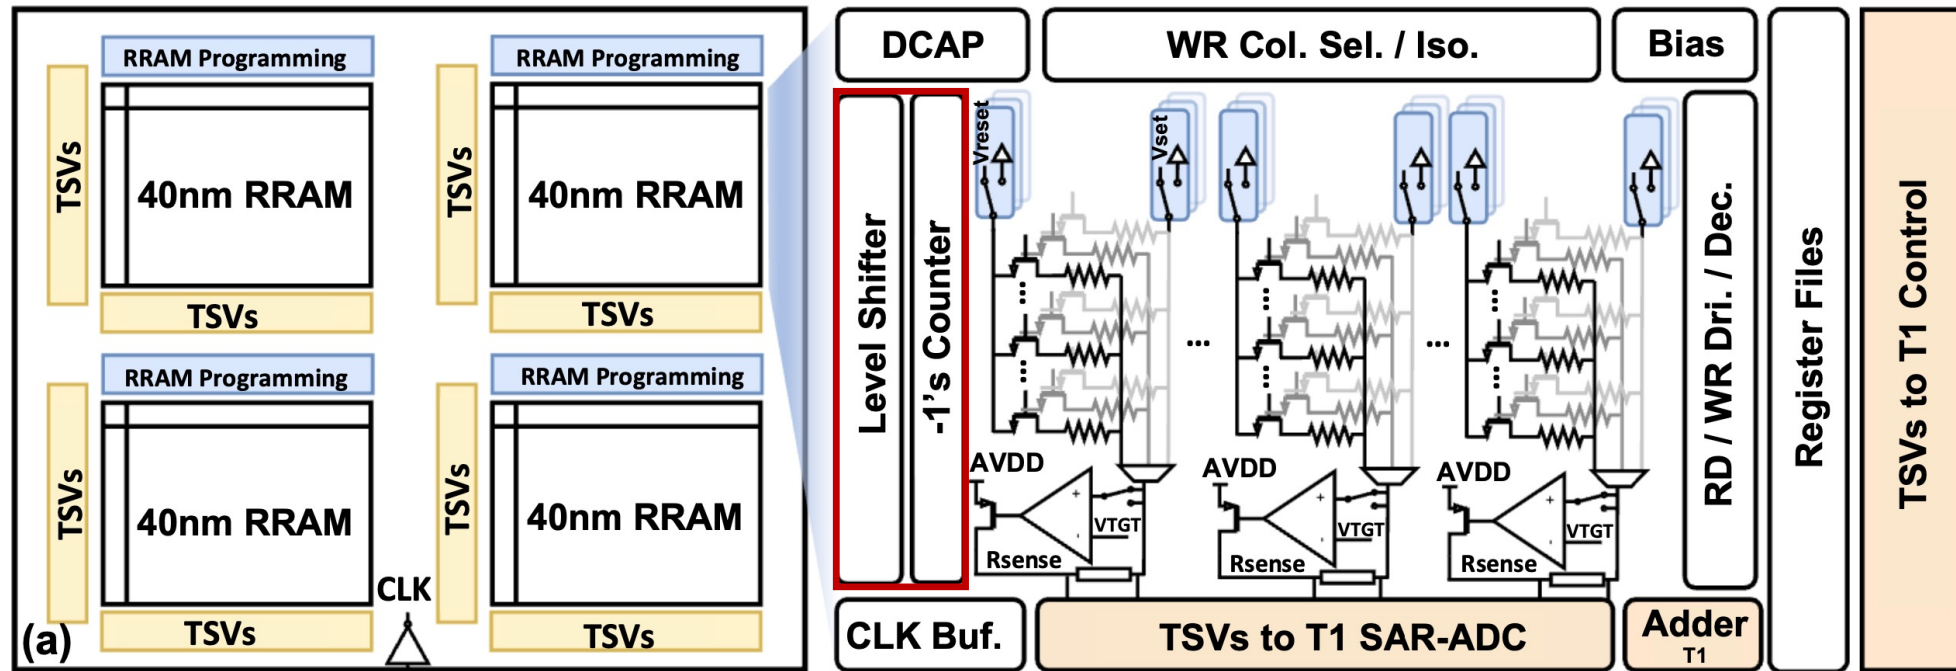 RRAM Programming
TSVs
40nm RRAM
TSVs
RRAM Programming
TSVs
40nm RRAM
TSVs
RRAM Programming
TSVs
40nm RRAM
TSVs
RRAM Programming
TSVs
40nm RRAM
TSVs
CLK
(a)
DCAP
WR Col. Sel. / Iso.
Bias
Level Shifter
-1's Counter
Vreset
Vset
...
...
...
...
...
...
...
...
AVDD
+
-
VTGT
Rsense
AVDD
+
-
VTGT
Rsense
AVDD
+
-
VTGT
Rsense
RD / WR Dri. / Dec.
Register Files
TSVs to T1 Control
CLK Buf.
TSVs to T1 SAR-ADC
Adder
T1